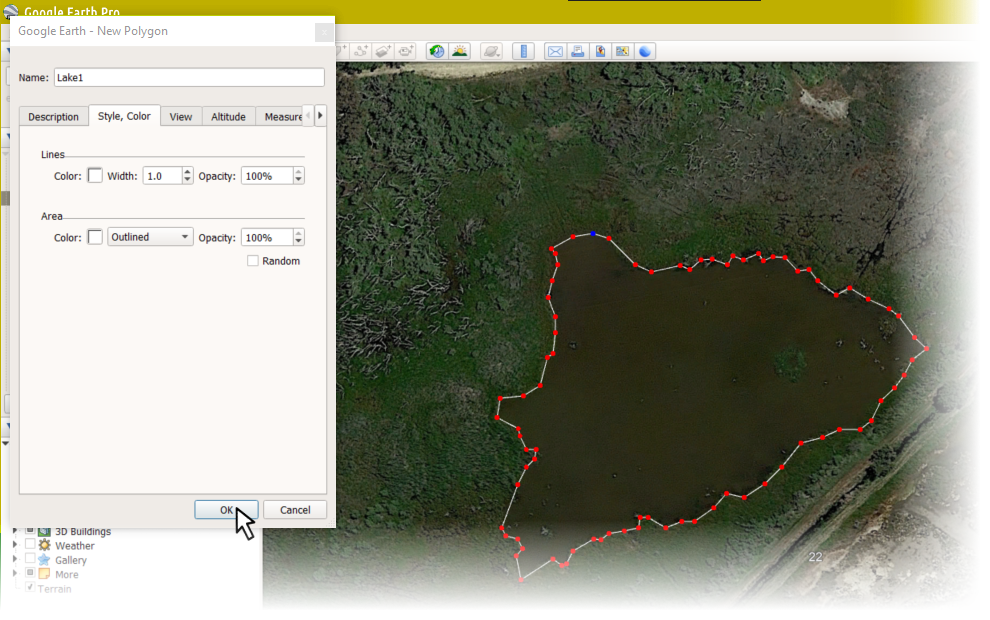 Google Earth Pro
Google Earth - New Polygon
Name: Lake1
Description Style, Color View Altitude
Lines
Color: Width: 1.0 Opacity: 100%
Area
Color: Outlined Opacity: 100%
Random
OK Cancel
3D Buildings
Weather
Gallery
More
Terrain
22